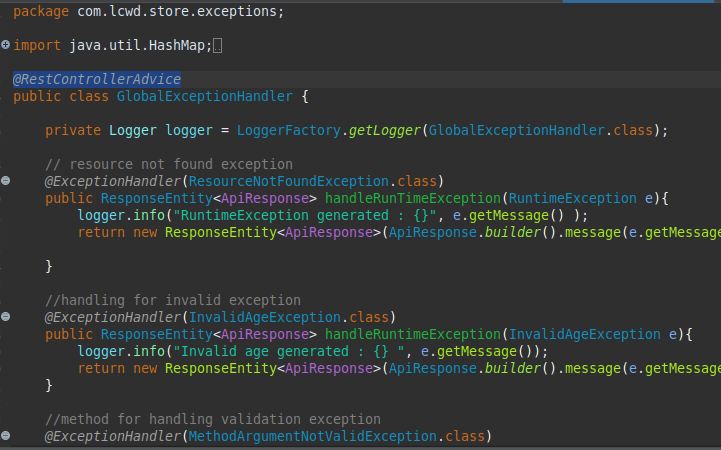 package com.lcwd.store.exceptions;
import java.util.HashMap;
@RestControllerAdvice
public class GlobalExceptionHandler {
private Logger logger = LoggerFactory.getLogger(GlobalExceptionHandler.class);
// resource not found exception
@ExceptionHandler(ResourceNotFoundException.class)
public ResponseEntity<ApiResponse> handleRunTimeException(RuntimeException e){
logger.info("RuntimeException generated : {}", e.getMessage() );
return new ResponseEntity<ApiResponse>(ApiResponse.builder().message(e.getMessage
}
//handling for invalid exception
@ExceptionHandler(InvalidAgeException.class)
public ResponseEntity<ApiResponse> handleRuntimeException(InvalidAgeException e){
logger.info("Invalid age generated : {} ", e.getMessage());
return new ResponseEntity<ApiResponse>(ApiResponse.builder().message(e.getMessage
}
//method for handling validation exception
@ExceptionHandler(MethodArgumentNotValidException.class)